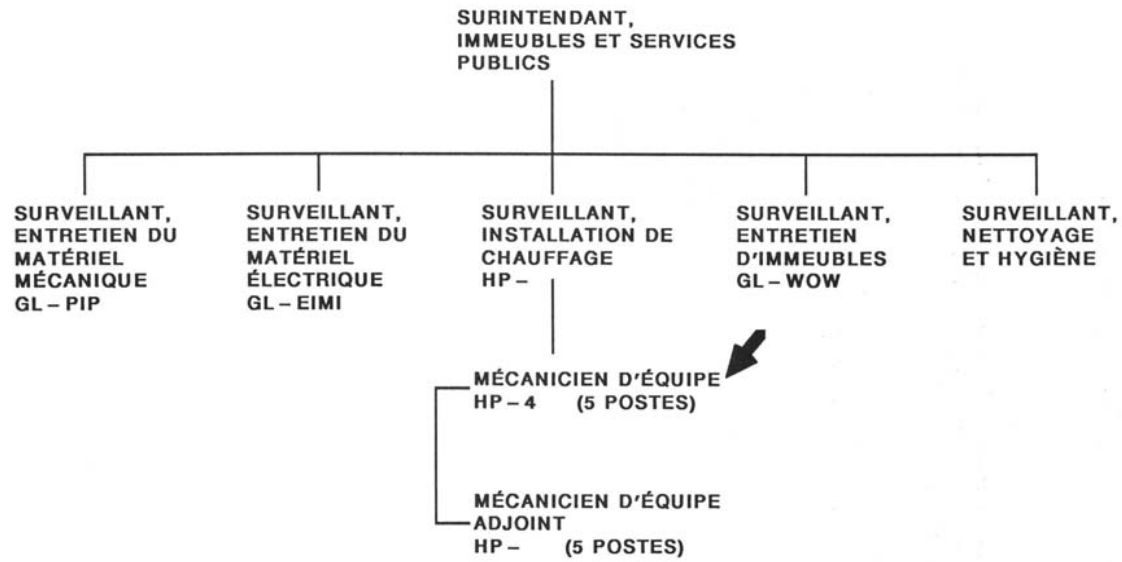 SURINTENDANT,
IMMEUBLES ET SERVICES
PUBLICS
SURVEILLANT,
ENTRETIEN DU
MATÉRIEL
MÉCANIQUE
GL – PIP
SURVEILLANT,
ENTRETIEN DU
MATÉRIEL
ÉLECTRIQUE
GL – EIMI
SURVEILLANT,
INSTALLATION DE
CHAUFFAGE
HP –
SURVEILLANT,
ENTRETIEN
D'IMMEUBLES
GL – WOW
SURVEILLANT,
NETTOYAGE
ET HYGIÈNE
MÉCANICIEN D'ÉQUIPE
HP – 4 (5 POSTES)
MÉCANICIEN D'ÉQUIPE
ADJOINT
HP – (5 POSTES)